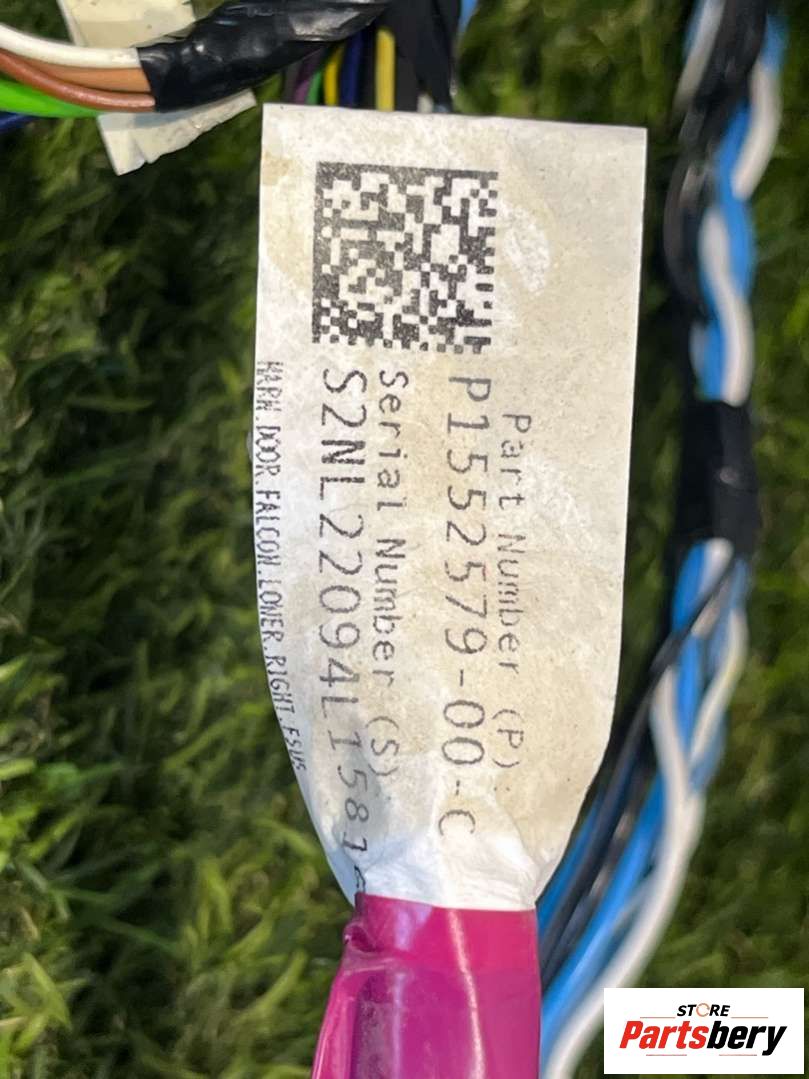 Part Number (P)
P1552579-00-C
Serial Number (S)
S2NL22094L1581
HARN.DOOR.FALCON.LOWER.RIGHT.FSUS
STORE
Partsbery